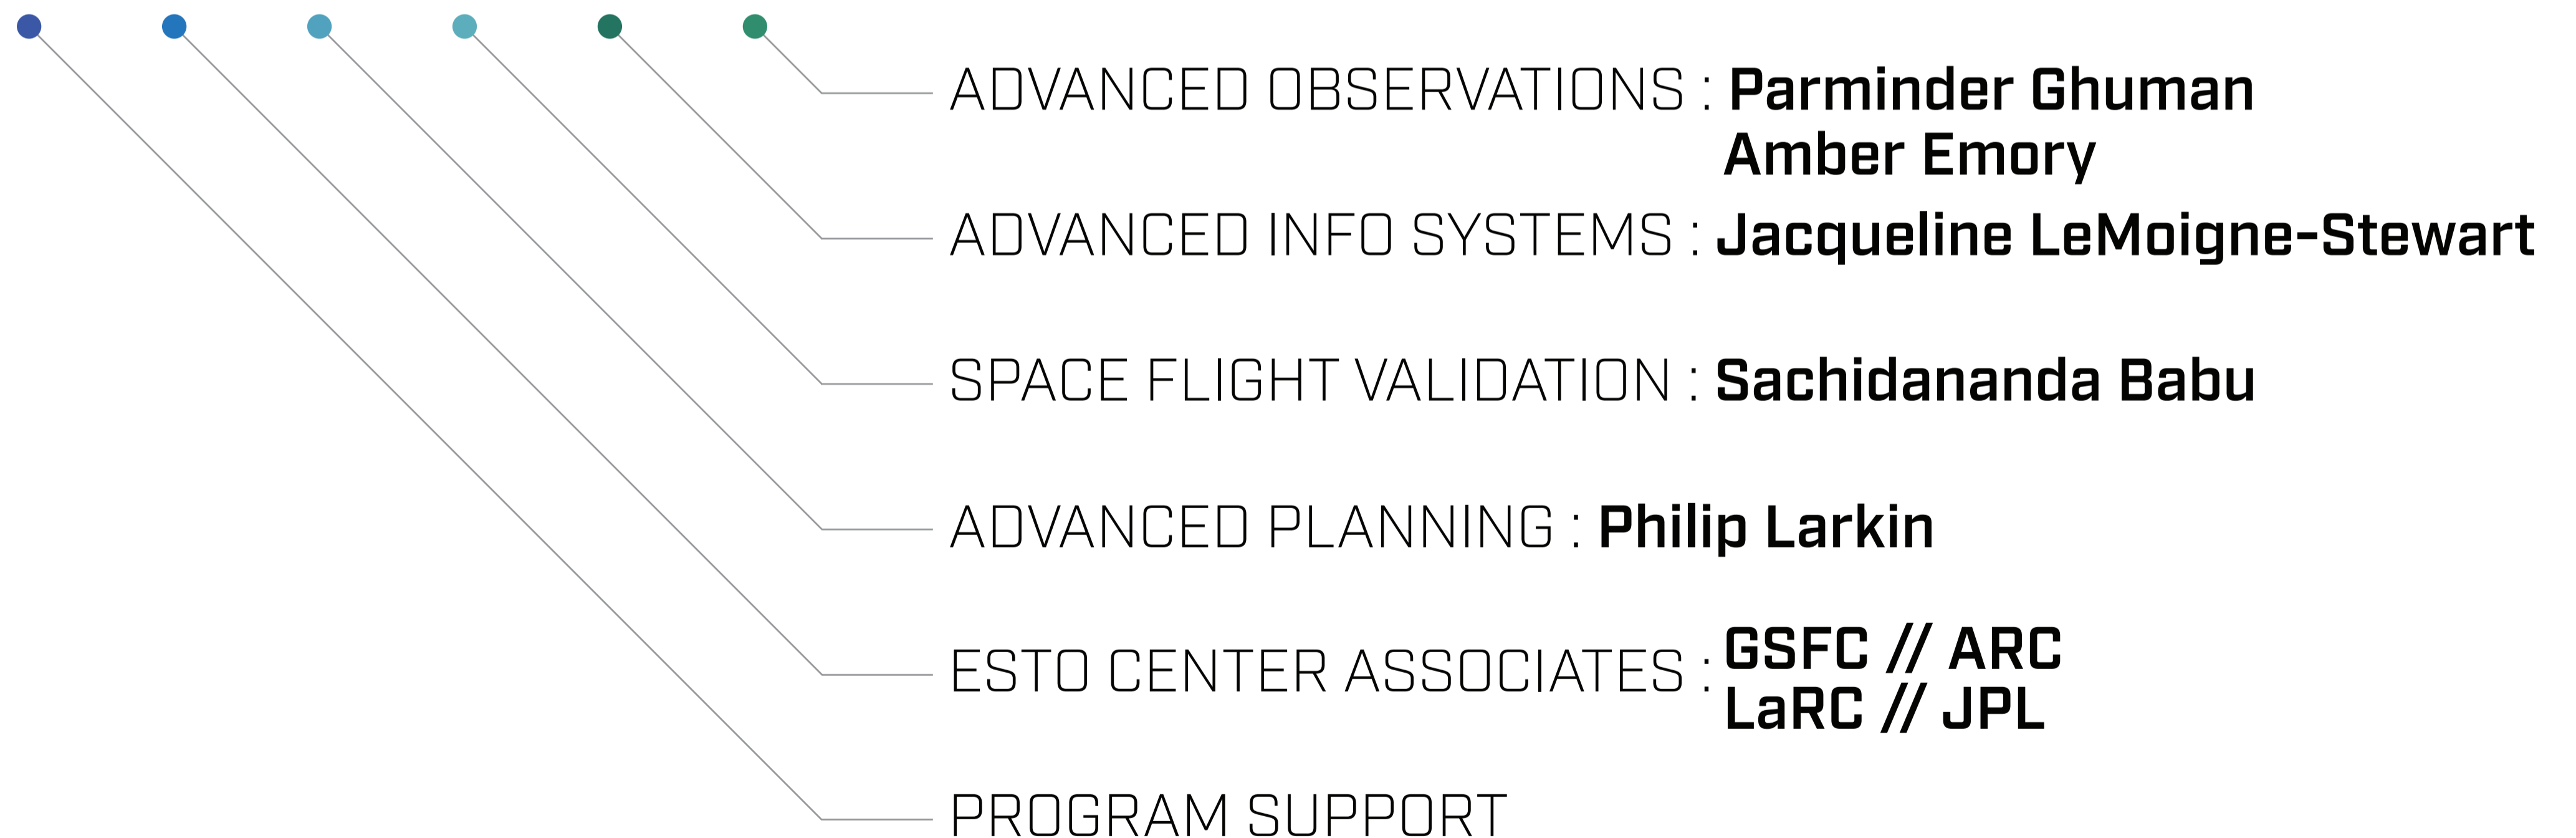 ADVANCED OBSERVATIONS : Parminder Ghuman
Amber Emory
ADVANCED INFO SYSTEMS : Jacqueline LeMoigne-Stewart
SPACE FLIGHT VALIDATION : Sachidananda Babu
ADVANCED PLANNING : Philip Larkin
ESTO CENTER ASSOCIATES : GSFC // ARC
LaRC // JPL
PROGRAM SUPPORT